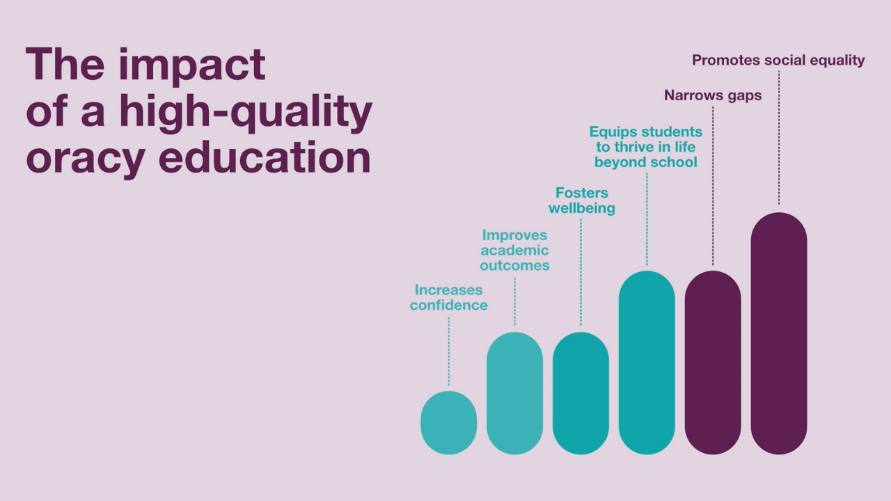 The impact
of a high-quality
oracy education
Increases
confidence
Improves
academic
outcomes
Fosters
wellbeing
Equips students
to thrive in life
beyond school
Narrows gaps
Promotes social equality